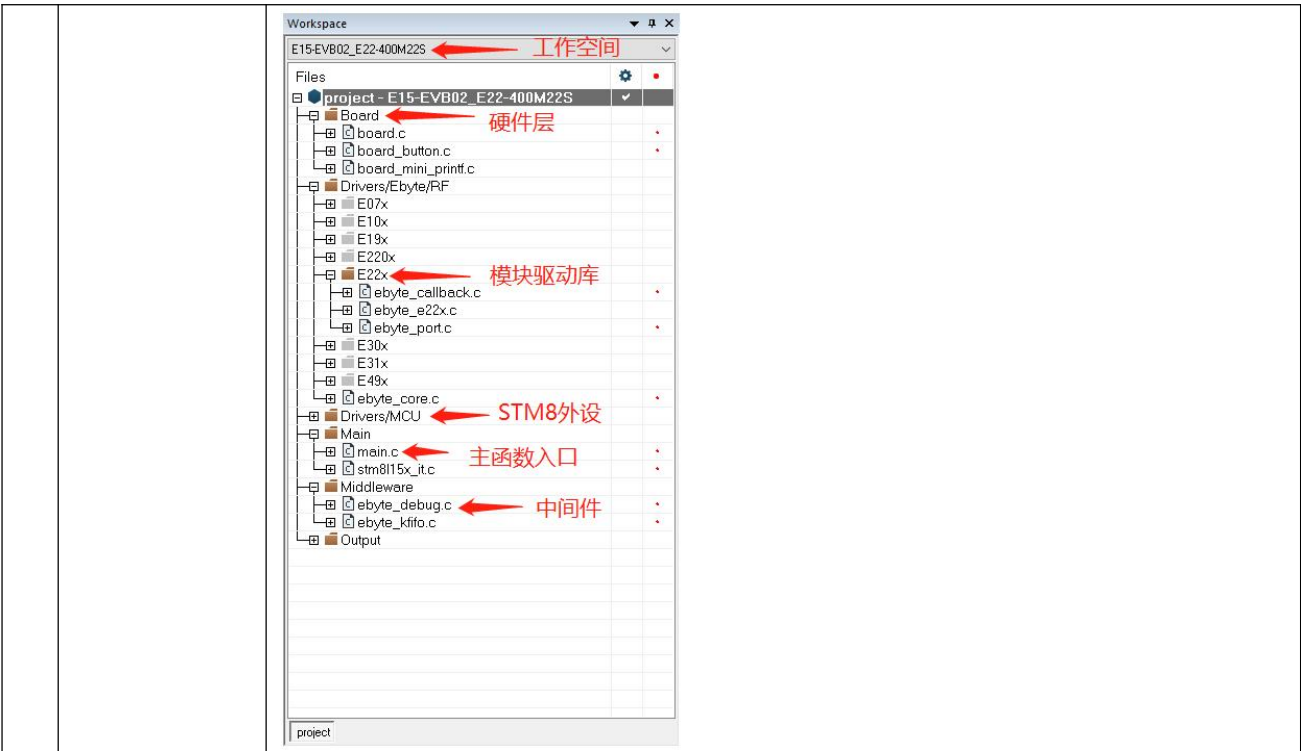 Workspace
E15-EVB02_E22-400M22S 工作空间
Files
project - E15-EVB02_E22-400M22S
Board 硬件层
board.c
board_button.c
board_mini_printf.c
Drivers/Ebyte/RF
E07x
E10x
E19x
E220x
E22x 模块驱动库
ebyte_callback.c
ebyte_e22x.c
ebyte_port.c
E30x
E31x
E49x
ebyte_core.c
Drivers/MCU STM8外设
Main
main.c 主函数入口
stm8l15x_it.c
Middleware
ebyte_debug.c 中间件
ebyte_kfifo.c
Output
project